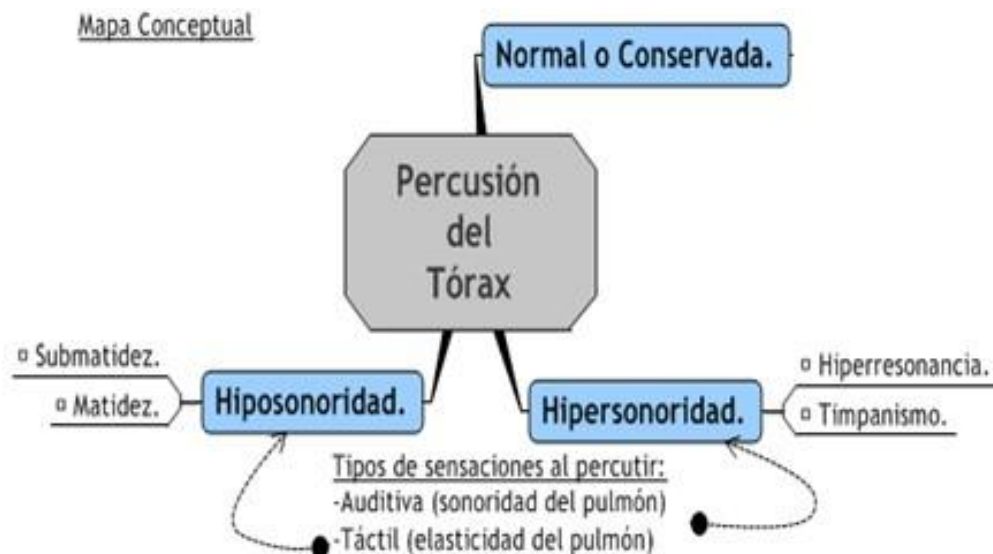 Mapa Conceptual
Normal o Conservada.
Percusión
del
Tórax
▫ Submatidez.
▫ Matidez.
Hiposonoridad.
Hipersonoridad.
▫ Hiperresonancia.
▫ Timpanismo.
Tipos de sensaciones al percutir:
-Auditiva (sonoridad del pulmón)
-Táctil (elasticidad del pulmón)